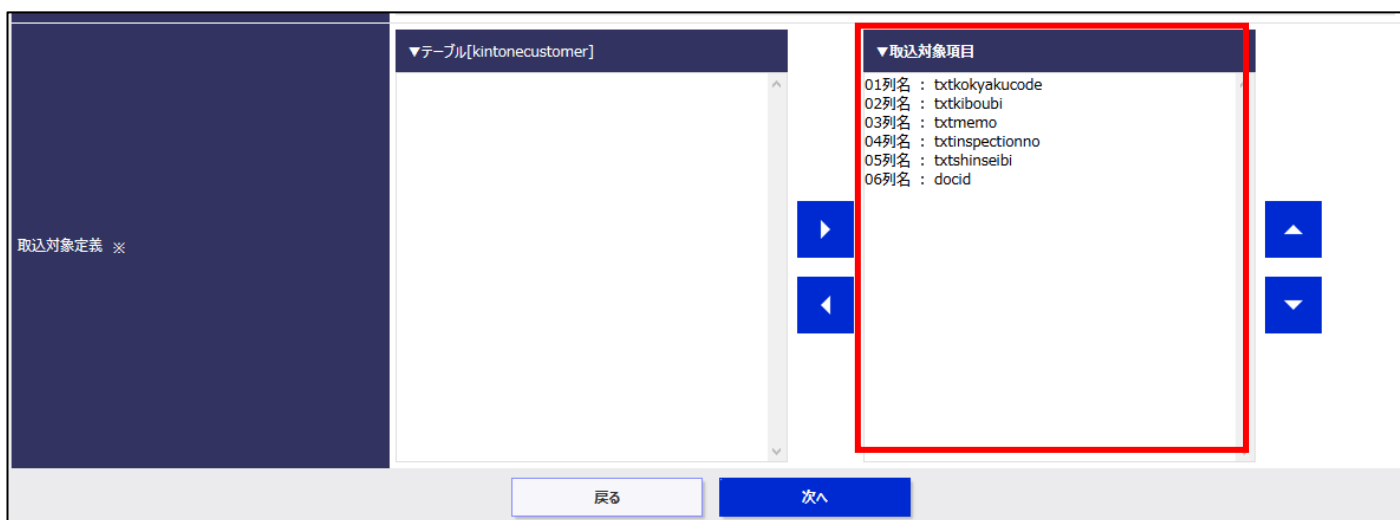 ▼テーブル[kintonecustomer]
▼取込対象項目
01列名 : txtkokyakucode
02列名 : txtkiboubi
03列名 : txtmemo
04列名 : txtinspectionno
05列名 : txtshinseibi
06列名 : docid
取込対象定義 ※
戻る
次へ